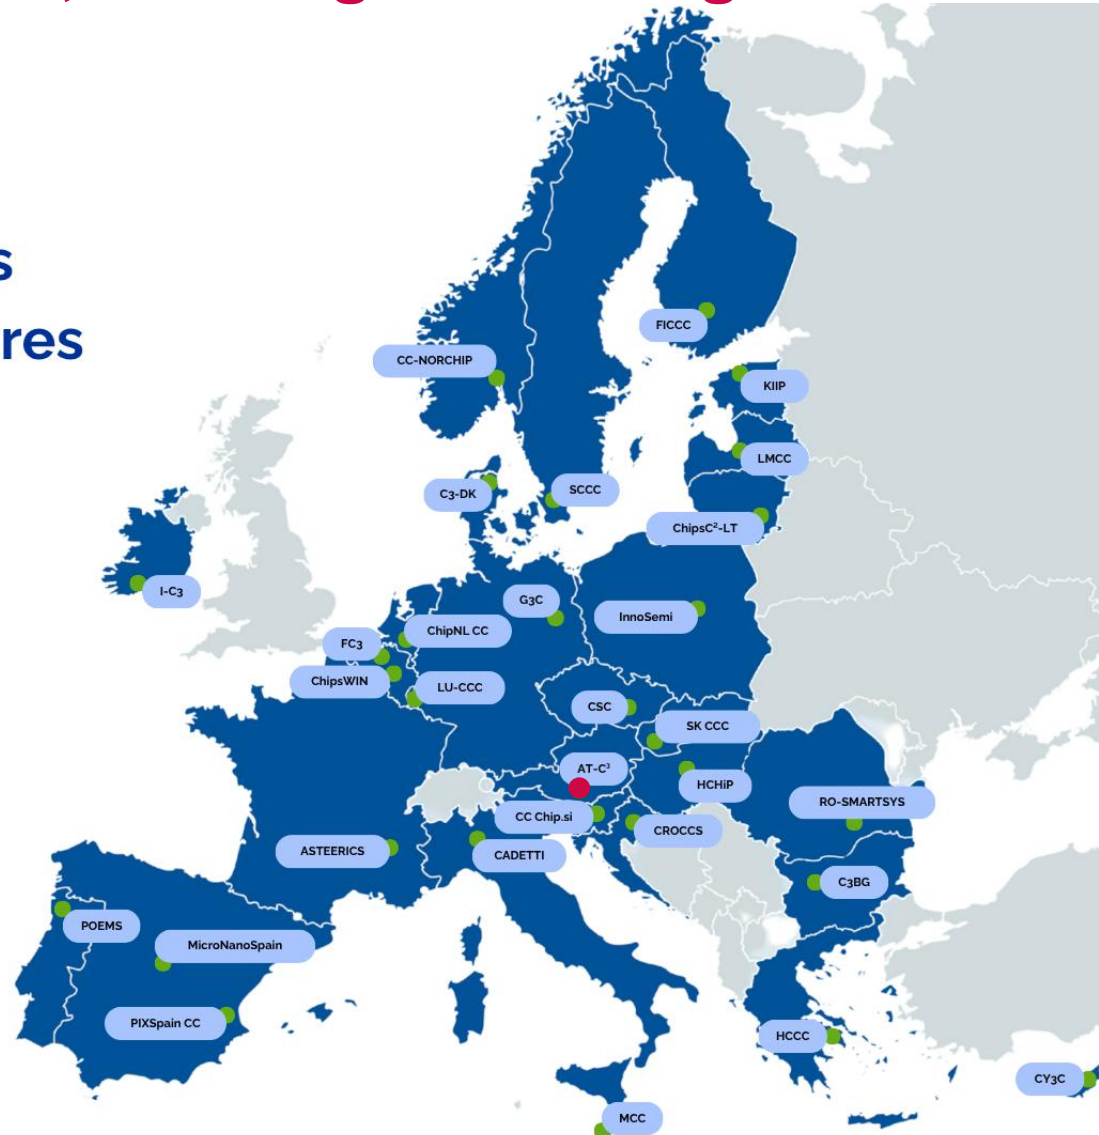 s
res
FICCC
CC-NORCHIP
KIIP
LMCC
C3-DK
SCCC
ChipsC²-LT
I-C3
G3C
InnoSemi
ChipNL CC
FC3
ChipsWIN
LU-CCC
CSC
SK CCC
AT-C³
HCHiP
RO-SMARTSYS
CC Chip.si
CROCCS
ASTEERICS
CADETTI
C3BG
POEMS
MicroNanoSpain
PIXSpain CC
HCCC
CY3C
MCC